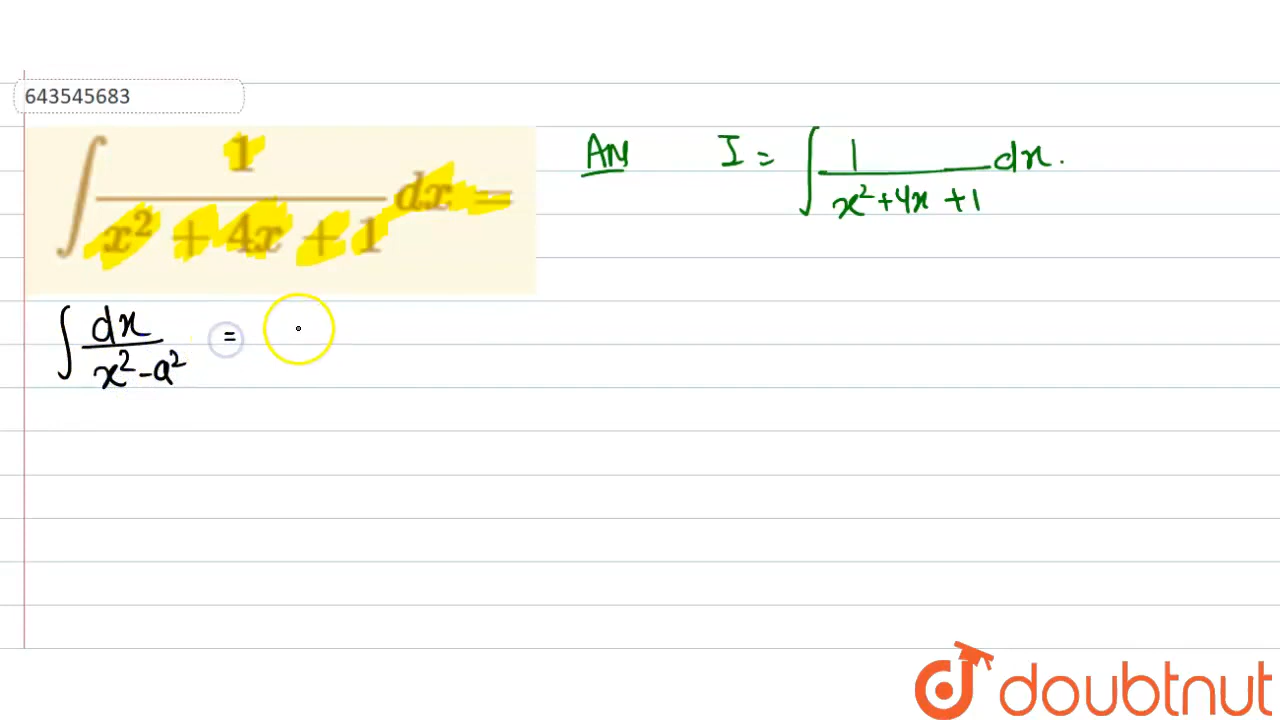 643545683
∫ 1/(x² + 4x + 1) dx =
Ans I = ∫ 1/(x² + 4x + 1) dx.
∫ dx/(x² - a²) =
doubtnut